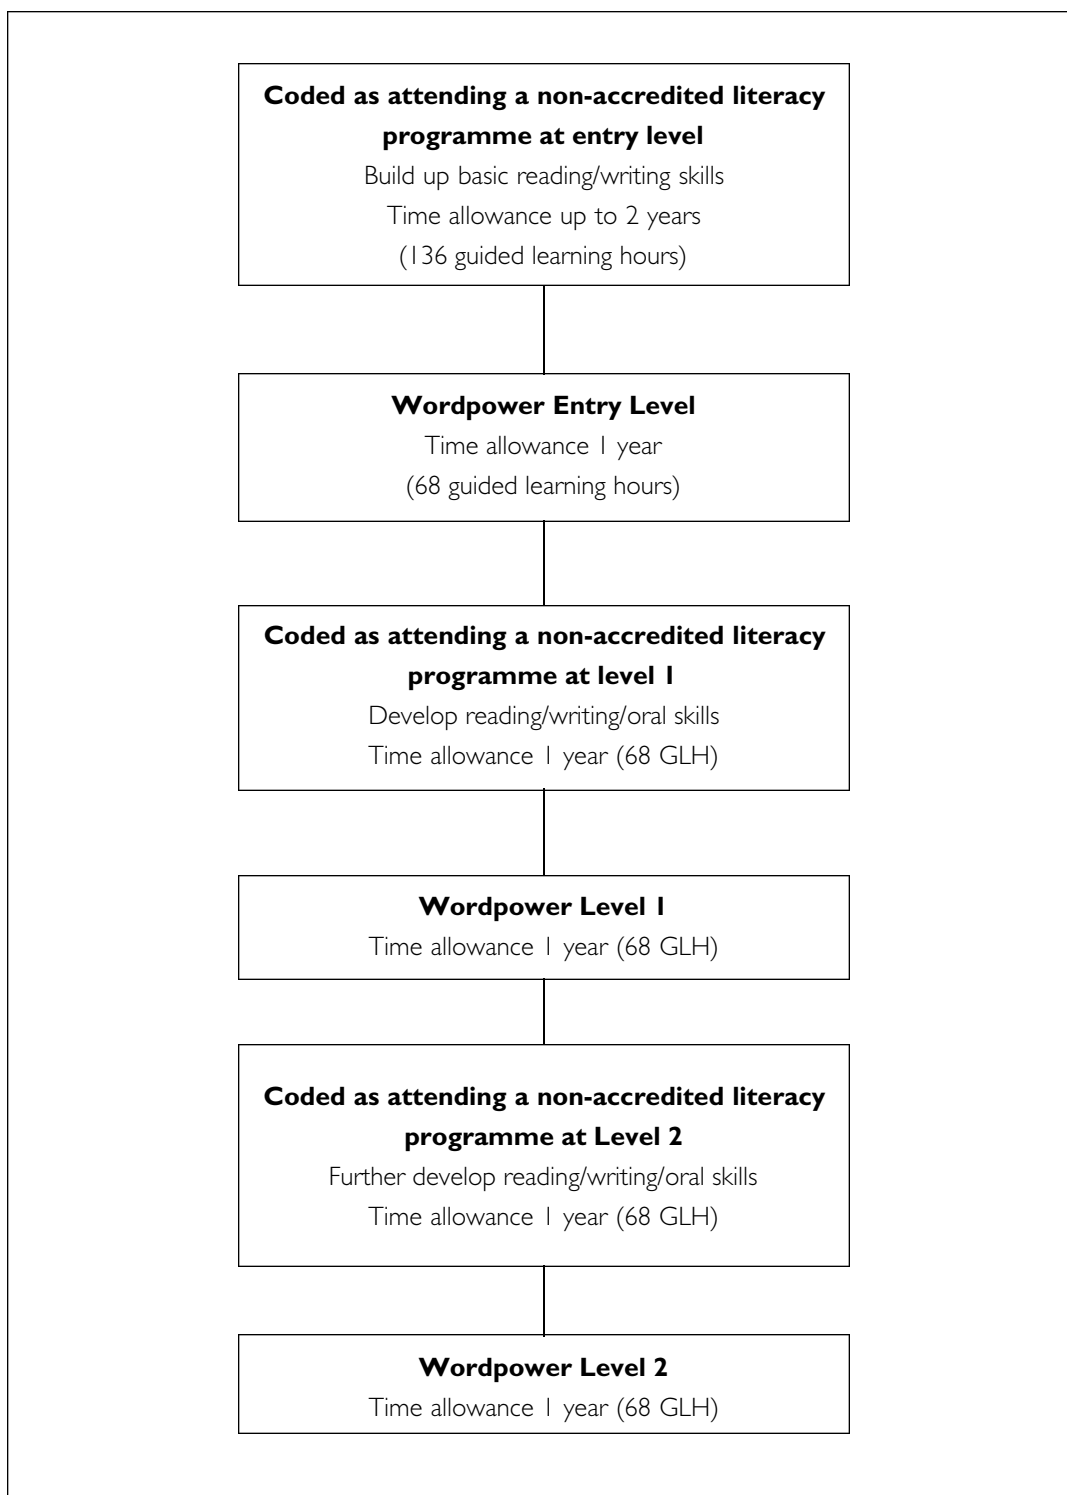 Coded as attending a non-accredited literacy
programme at entry level
Build up basic reading/writing skills
Time allowance up to 2 years
(136 guided learning hours)
Wordpower Entry Level
Time allowance 1 year
(68 guided learning hours)
Coded as attending a non-accredited literacy
programme at level 1
Develop reading/writing/oral skills
Time allowance 1 year (68 GLH)
Wordpower Level 1
Time allowance 1 year (68 GLH)
Coded as attending a non-accredited literacy
programme at Level 2
Further develop reading/writing/oral skills
Time allowance 1 year (68 GLH)
Wordpower Level 2
Time allowance 1 year (68 GLH)